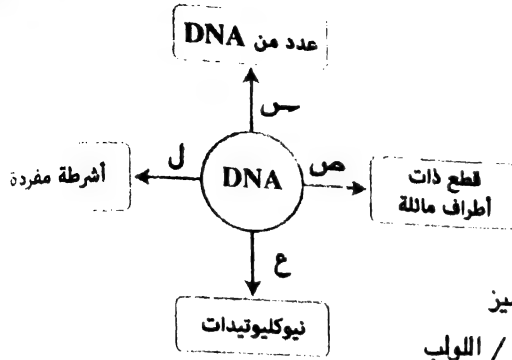 عدد من DNA
س
ل
ص
أشرطة مفردة
DNA
قطع ذات
أطراف مائلة
ع
نيوكليوتيدات
/ اللولب